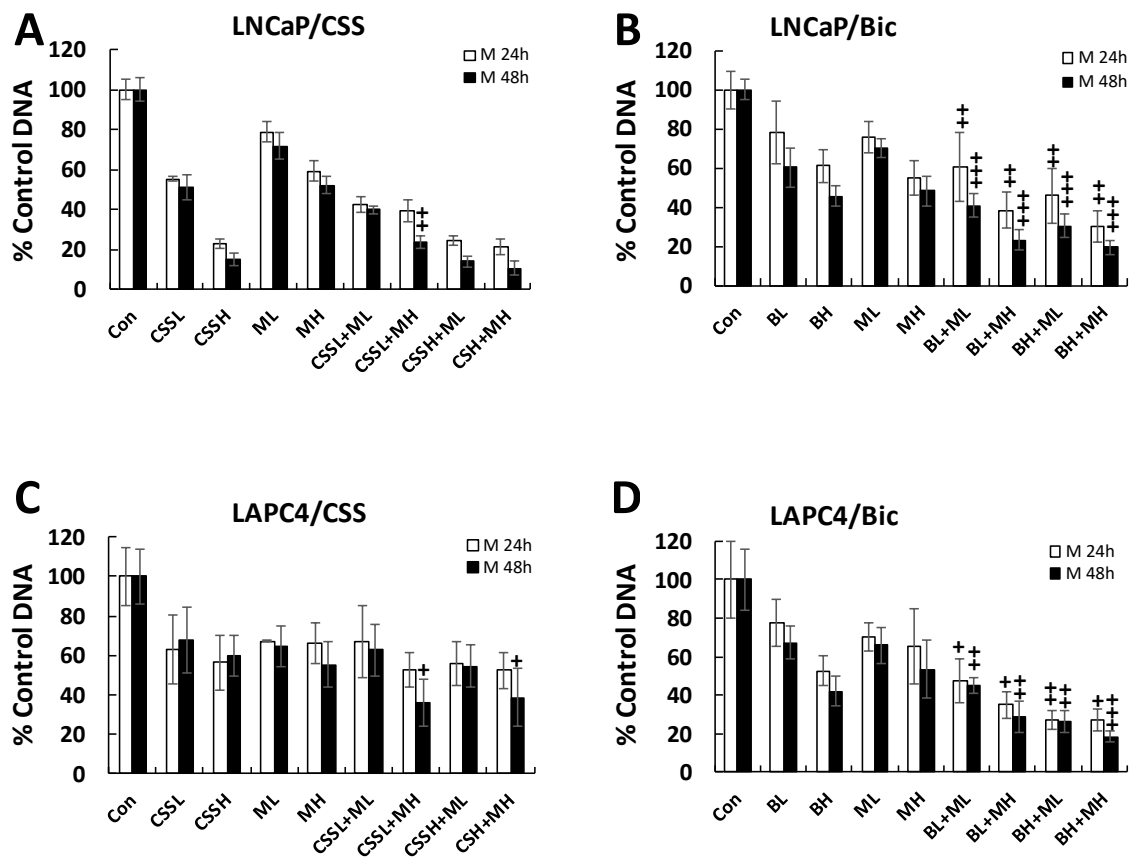 A
LNCaP/CSS
% Control DNA
120
100
80
60
40
20
0
M 24h
M 48h
++
Con
CSSL
CSSH
ML
MH
CSSL+ML
CSSL+MH
CSSH+ML
CSH+MH
B
LNCaP/Bic
% Control DNA
120
100
80
60
40
20
0
M 24h
M 48h
++
+++
++
+++
++
+++
++
+++
Con
BL
BH
ML
MH
BL+ML
BL+MH
BH+ML
BH+MH
C
LAPC4/CSS
% Control DNA
120
100
80
60
40
20
0
M 24h
M 48h
+
+
Con
CSSL
CSSH
ML
MH
CSSL+ML
CSSL+MH
CSSH+ML
CSH+MH
D
LAPC4/Bic
% Control DNA
120
100
80
60
40
20
0
M 24h
M 48h
+
++
+
++
++
++
+
+++
Con
BL
BH
ML
MH
BL+ML
BL+MH
BH+ML
BH+MH